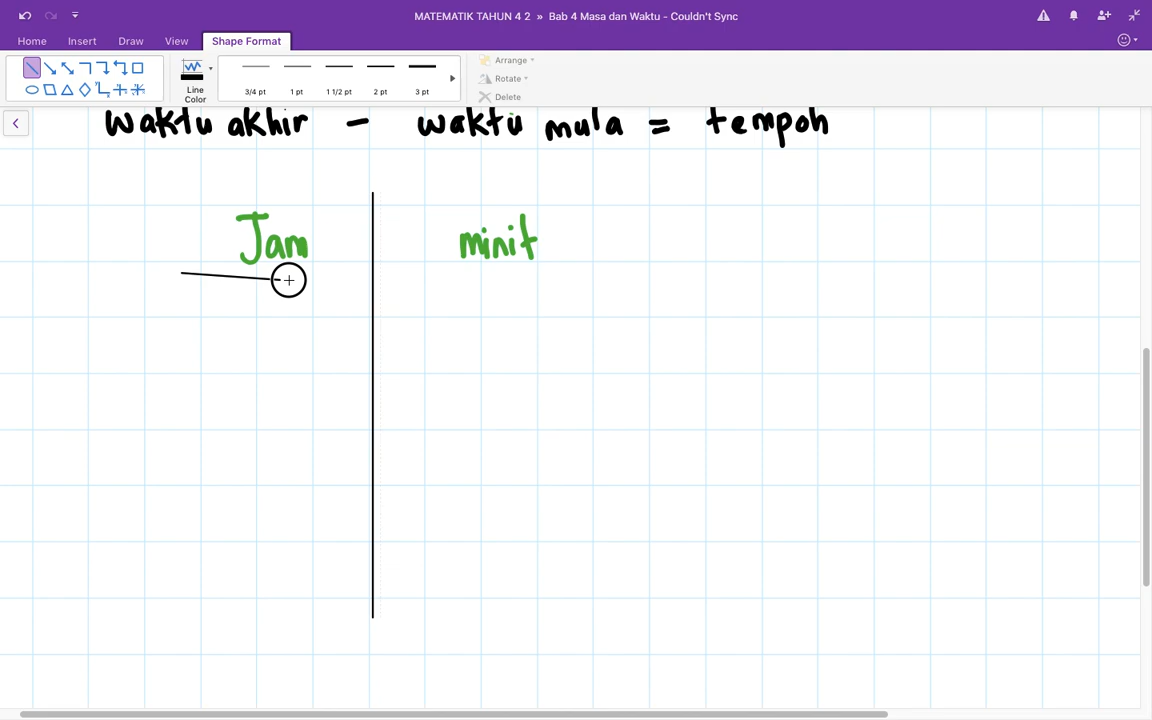 MATEMATIK TAHUN 4 2 » Bab 4 Masa dan Waktu - Couldn't Sync
Home Insert Draw View Shape Format
Line Color
3/4 pt 1 pt 1 1/2 pt 2 pt 3 pt
Arrange
Rotate
Delete
waktu akhir - waktu mula = tempoh
Jam minit